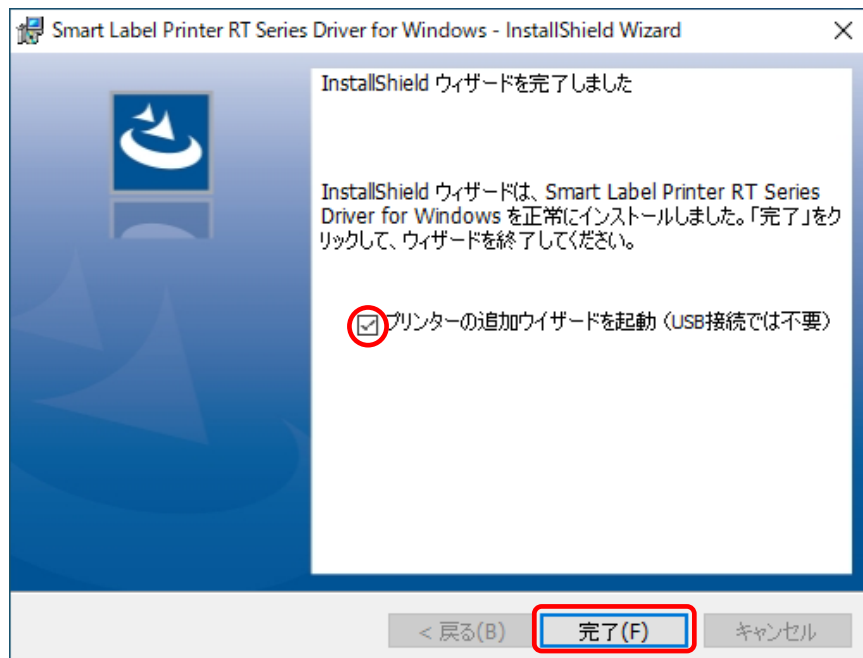 Smart Label Printer RT Series Driver for Windows - InstallShield Wizard
InstallShield ウィザードを完了しました
InstallShield ウィザードは、Smart Label Printer RT Series
Driver for Windows を正常にインストールしました。「完了」をク
リックして、ウィザードを終了してください。
プリンターの追加ウイザードを起動（USB接続では不要）
< 戻る(B)
完了(F)
キャンセル